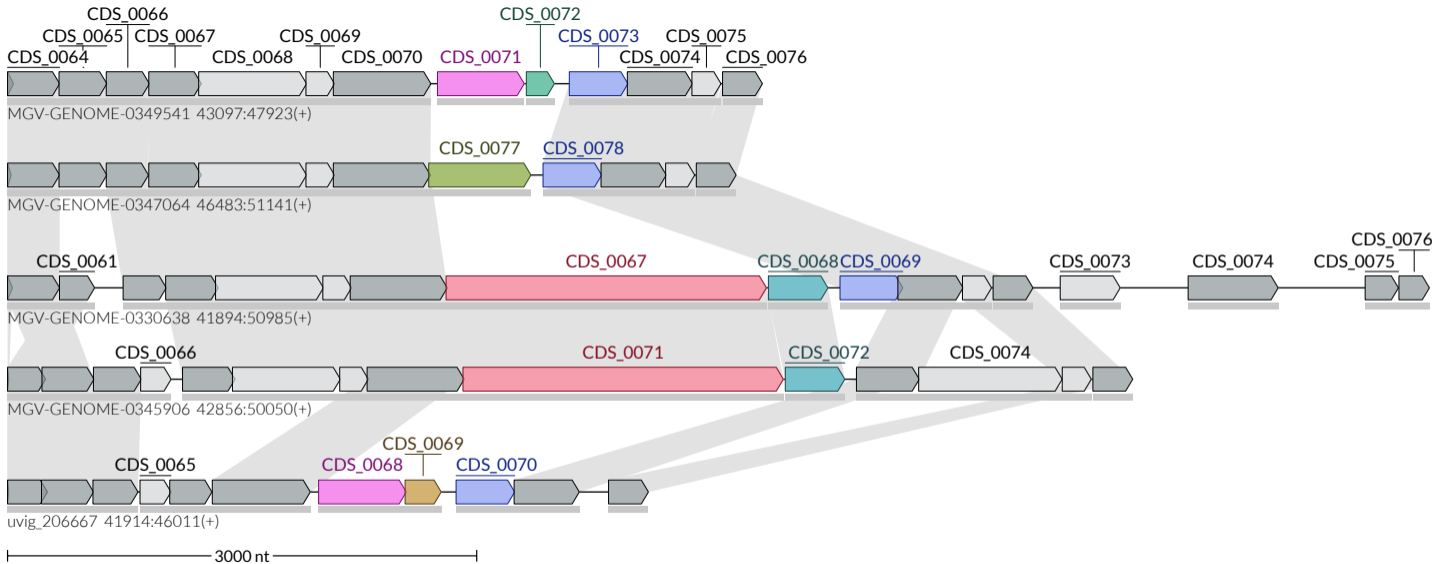 CDS_0066 CDS_0072
CDS_0065 CDS_0067 CDS_0069 CDS_0073 CDS_0075
CDS_0064 CDS_0068 CDS_0070 CDS_0071 CDS_0074 CDS_0076
MGV-GENOME-0349541 43097:47923(+)
CDS_0077 CDS_0078
MGV-GENOME-0347064 46483:51141(+)
CDS_0076
CDS_0061 CDS_0067 CDS_0068 CDS_0069 CDS_0073 CDS_0074 CDS_0075
MGV-GENOME-0330638 41894:50985(+)
CDS_0066 CDS_0071 CDS_0072 CDS_0074
MGV-GENOME-0345906 42856:50050(+)
CDS_0069
CDS_0065 CDS_0068 CDS_0070
uvig_206667 41914:46011(+)
3000 nt